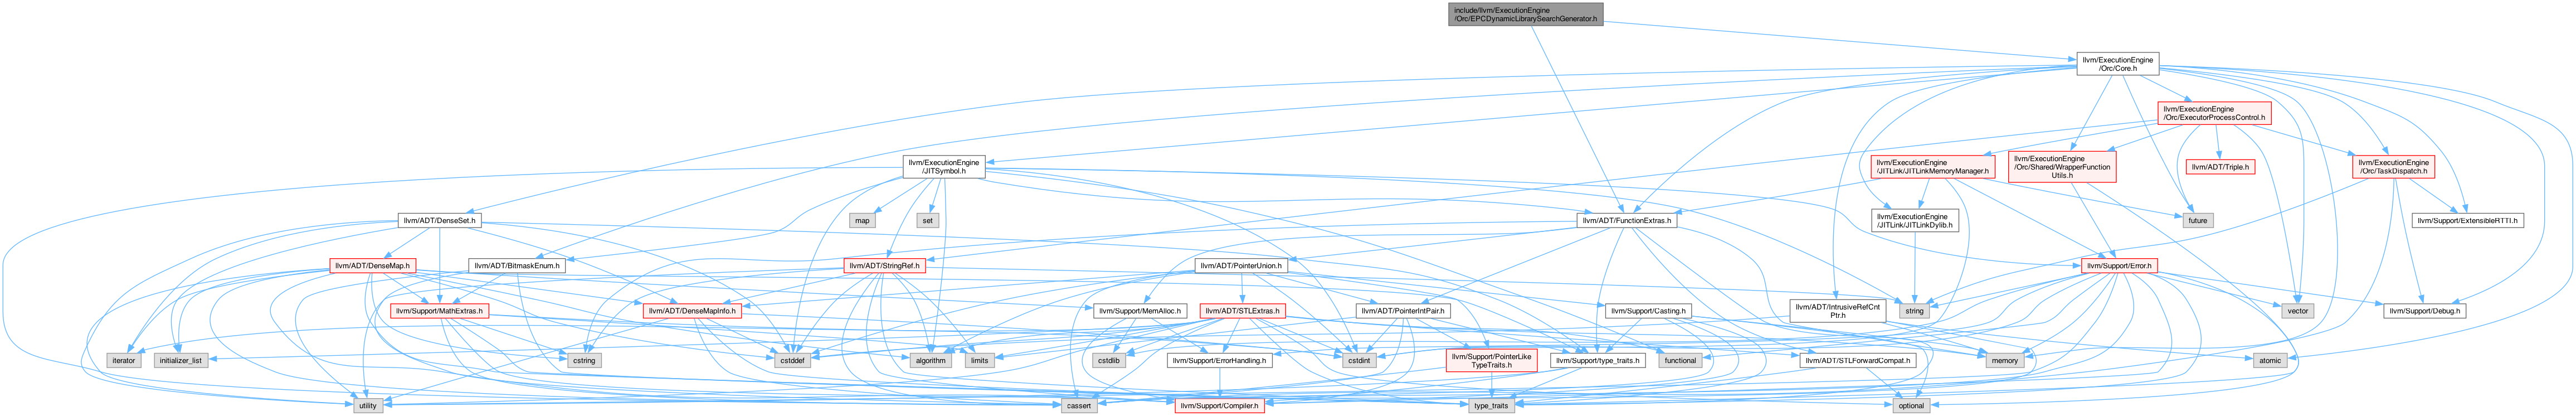 include/llvm/ExecutionEngine
/Orc/EPCDynamicLibrarySearchGenerator.h
llvm/ExecutionEngine
/Orc/Core.h
llvm/ExecutionEngine
/Orc/ExecutorProcessControl.h
llvm/ExecutionEngine
/JITSymbol.h
llvm/ExecutionEngine
/JITLink/JITLinkMemoryManager.h
llvm/ExecutionEngine
/Orc/Shared/WrapperFunction
Utils.h
llvm/ADT/Triple.h
llvm/ExecutionEngine
/Orc/TaskDispatch.h
llvm/ADT/DenseSet.h
map
set
llvm/ADT/FunctionExtras.h
llvm/ExecutionEngine
/JITLink/JITLinkDylib.h
future
llvm/Support/ExtensibleRTTI.h
llvm/ADT/DenseMap.h
llvm/ADT/BitmaskEnum.h
llvm/ADT/StringRef.h
llvm/ADT/PointerUnion.h
llvm/Support/Error.h
llvm/Support/MathExtras.h
llvm/ADT/DenseMapInfo.h
llvm/Support/MemAlloc.h
llvm/ADT/STLExtras.h
llvm/ADT/PointerIntPair.h
llvm/Support/Casting.h
llvm/ADT/IntrusiveRefCnt
Ptr.h
string
vector
llvm/Support/Debug.h
iterator
initializer_list
cstring
cstddef
algorithm
limits
cstdlib
llvm/Support/ErrorHandling.h
cstdint
llvm/Support/PointerLike
TypeTraits.h
llvm/Support/type_traits.h
functional
llvm/ADT/STLForwardCompat.h
memory
atomic
utility
cassert
llvm/Support/Compiler.h
type_traits
optional